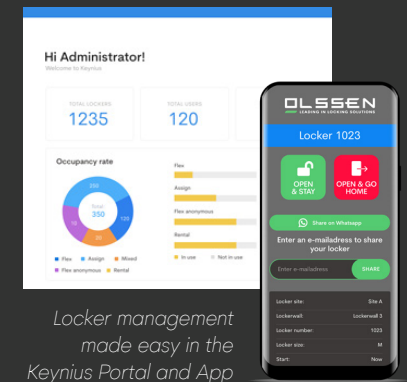 Hi Administrator!
Welcome to Keynius
TOTAL LOCKERS
1235
TOTAL USERS
120
Occupancy rate
200
Total:
350
120
10
20
Flex
Assign
Mixed
Flex anonymous
Rental
Flex
Assign
Flex anonymous
Rental
In use
Not in use
OLSSEN
LEADING IN LOCKING SOLUTIONS
Locker 1023
OPEN
& STAY
OPEN & GO
HOME
Share on Whatsapp
Enter an e-mailadress to share
your locker
Enter e-mailadress
SHARE
Locker site: Site A
Lockerwall: Lockerwall 3
Locker number: 1023
Locker size: M
Start: Now
Locker management
made easy in the
Keynius Portal and App